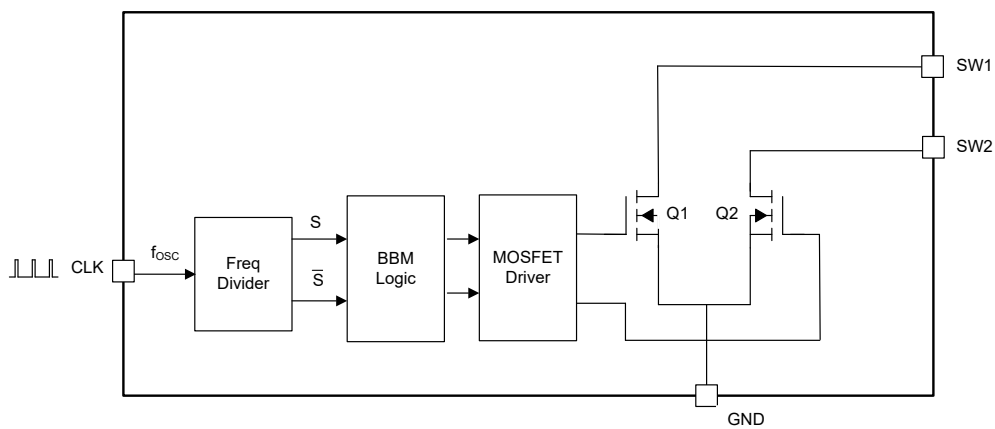 SW1
SW2
Q1
Q2
S
S̅
fOSC
CLK
Freq
Divider
BBM
Logic
MOSFET
Driver
GND